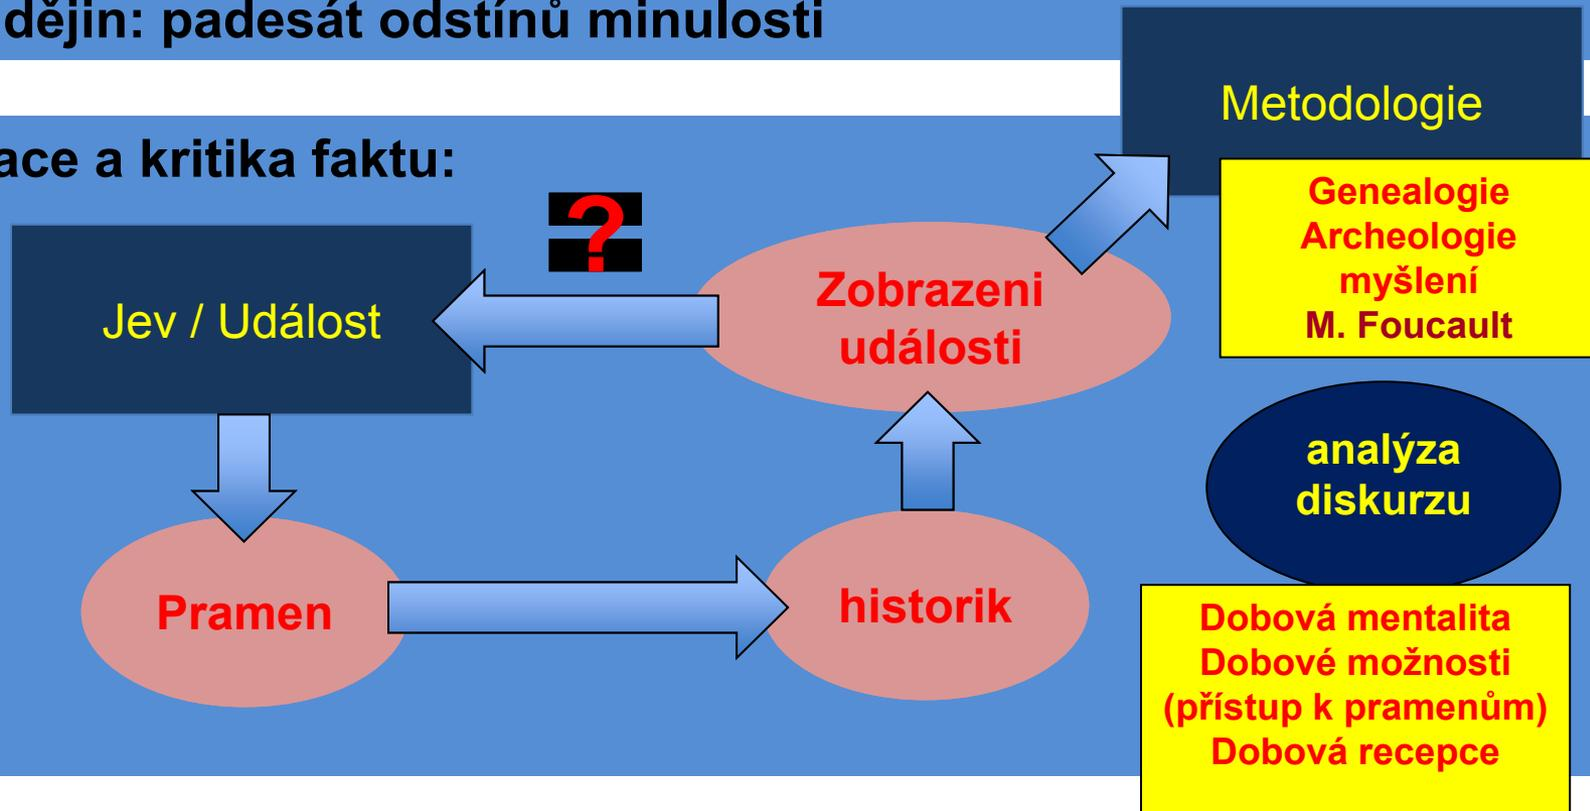 dějin: padesát odstínů minulosti
Metodologie
ace a kritika faktu:
?
Genealogie
Archeologie
myšlení
M. Foucault
Jev / Událost
Zobrazeni
události
analýza
diskurzu
Pramen
historik
Dobová mentalita
Dobové možnosti
(přístup k pramenům)
Dobová recepce